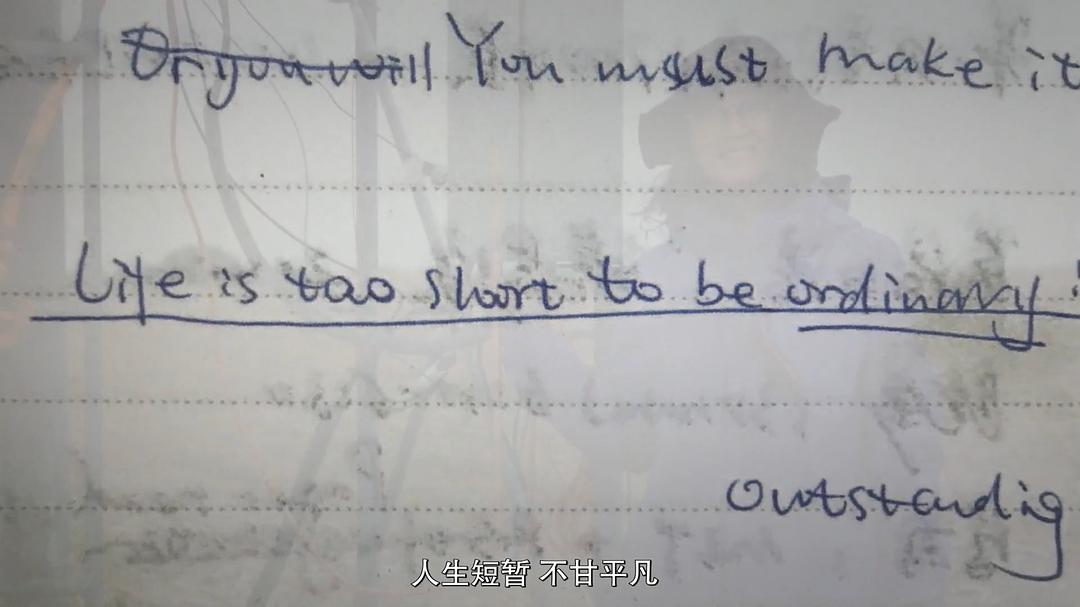 Or you will You must make it
Life is too short to be ordinary!
Outstandig
人生短暂 不甘平凡